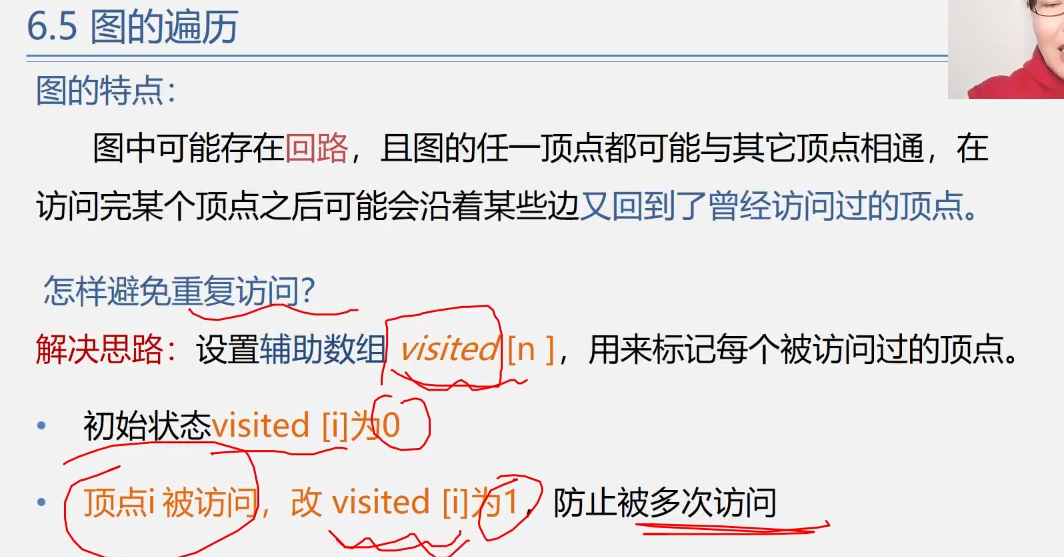 6.5 图的遍历
图的特点：
图中可能存在回路，且图的任一顶点都可能与其它顶点相通，在
访问完某个顶点之后可能会沿着某些边又回到了曾经访问过的顶点。
怎样避免重复访问？
解决思路：设置辅助数组 visited [n ]，用来标记每个被访问过的顶点。
• 初始状态visited [i]为0
• 顶点i 被访问，改 visited [i]为1，防止被多次访问